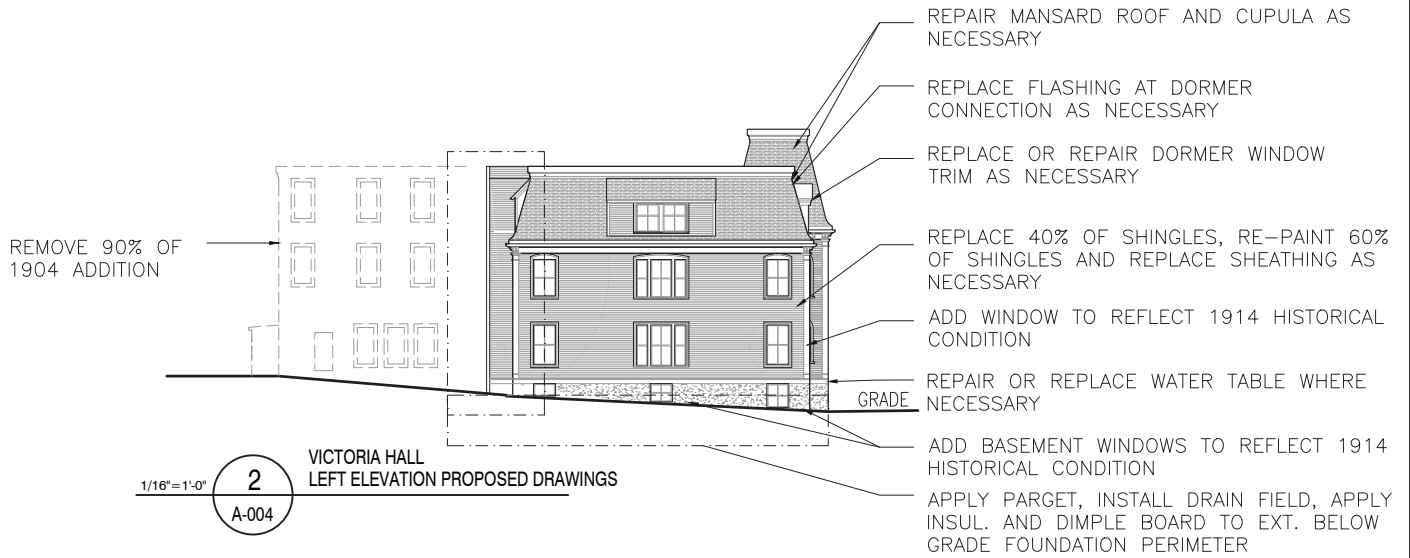 REPAIR MANSARD ROOF AND CUPULA AS
NECESSARY
REPLACE FLASHING AT DORMER
CONNECTION AS NECESSARY
REPLACE OR REPAIR DORMER WINDOW
TRIM AS NECESSARY
REMOVE 90% OF
1904 ADDITION
REPLACE 40% OF SHINGLES, RE-PAINT 60%
OF SHINGLES AND REPLACE SHEATHING AS
NECESSARY
ADD WINDOW TO REFLECT 1914 HISTORICAL
CONDITION
REPAIR OR REPLACE WATER TABLE WHERE
NECESSARY
GRADE
ADD BASEMENT WINDOWS TO REFLECT 1914
HISTORICAL CONDITION
APPLY PARGET, INSTALL DRAIN FIELD, APPLY
INSUL. AND DIMPLE BOARD TO EXT. BELOW
GRADE FOUNDATION PERIMETER
1/16"=1'-0"
2
A-004
VICTORIA HALL
LEFT ELEVATION PROPOSED DRAWINGS